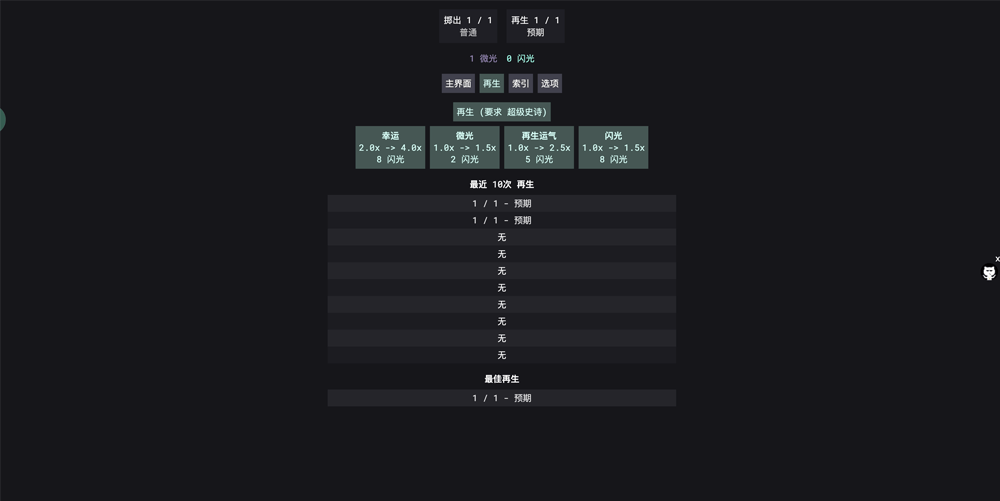 掷出 1 / 1
普通
再生 1 / 1
预期
1 微光 0 闪光
主界面 再生 索引 选项
再生 (要求 超级史诗)
幸运
2.0x -> 4.0x
8 闪光
微光
1.0x -> 1.5x
2 闪光
再生运气
1.0x -> 2.5x
5 闪光
闪光
1.0x -> 1.5x
8 闪光
最近 10次 再生
1 / 1 - 预期
1 / 1 - 预期
无
无
无
无
无
无
无
无
最佳再生
1 / 1 - 预期
x